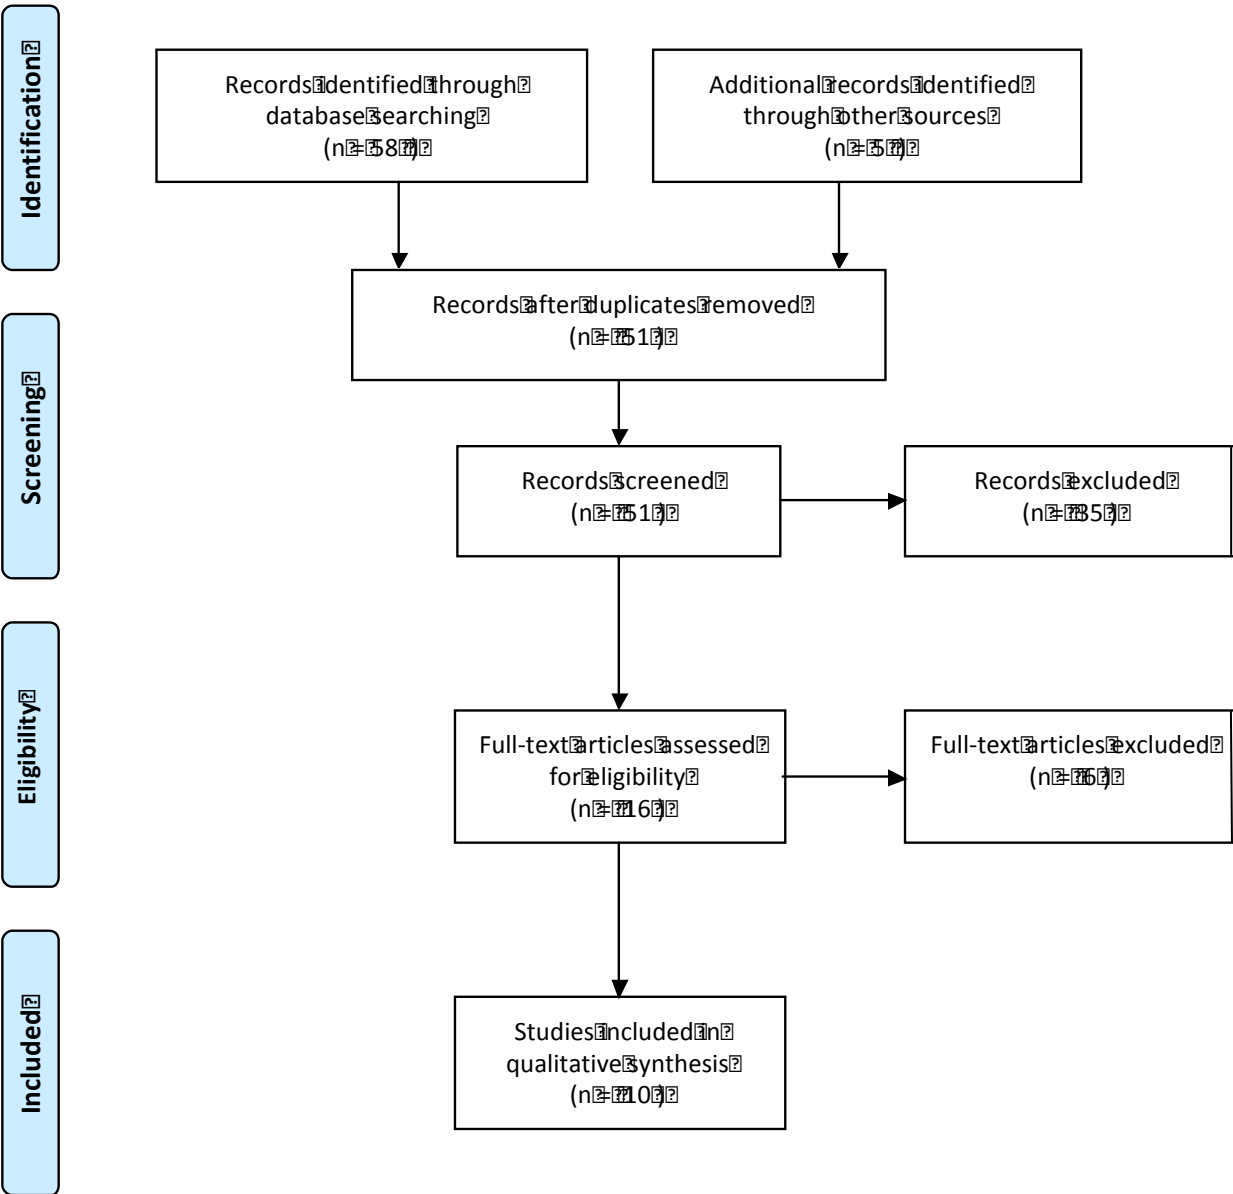 Identification
Records identified through
database searching
(n = 58)
Additional records identified
through other sources
(n = 5)
Records after duplicates removed
(n = 51)
Screening
Records screened
(n = 51)
Records excluded
(n = 35)
Eligibility
Full-text articles assessed
for eligibility
(n = 16)
Full-text articles excluded
(n = 6)
Included
Studies included in
qualitative synthesis
(n = 10)